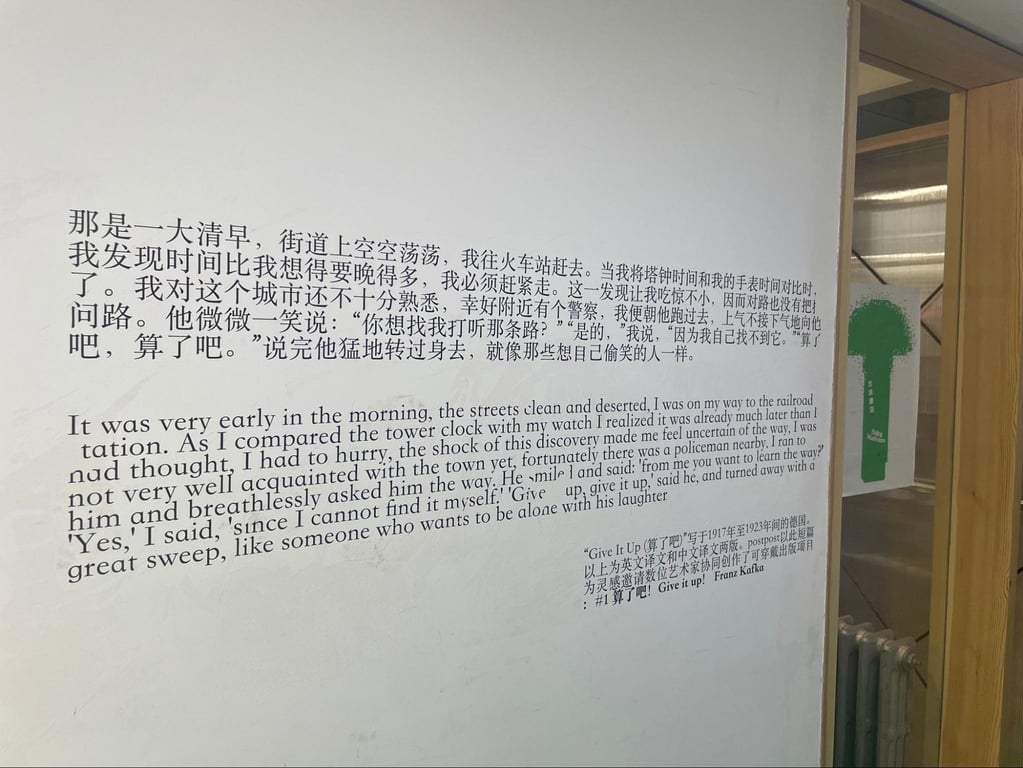 那是一大清早，街道上空空荡荡，我往火车站赶去。当我将塔钟时间和我的手表时间对比时，
我发现时间比我想得要晚得多，我必须赶紧走。这一发现让我吃惊不小，因而对路也没有把
了。我对这个城市还不十分熟悉，幸好附近有个警察，我便朝他跑过去，上气不接下气地向他
问路。他微微一笑说：“你想找我打听那条路？”“是的，”我说，“因为我自己找不到它。”“算了
吧，算了吧。”说完他猛地转过身去，就像那些想自己偷笑的人一样。
It was very early in the morning, the streets clean and deserted, I was on my way to the railroad
tation. As I compared the tower clock with my watch I realized it was already much later than I
nad thought, I had to hurry, the shock of this discovery made me feel uncertain of the way, I was
not very well acquainted with the town yet, fortunately there was a policeman nearby. I ran to
him and breathlessly asked him the way. He smile and said: 'from me you want to learn the way?'
'Yes,' I said, 'since I cannot find it myself.' 'Give up, give it up,' said he, and turned away with a
great sweep, like someone who wants to be alone with his laughter
“Give It Up (算了吧)”写于1917年至1923年间的德国。
以上为英文译文和中文译文两版。postpost以此短篇
为灵感邀请数位艺术家协同创作了可穿戴出版项目
：#1 算了吧！Give it up! Franz Kafka